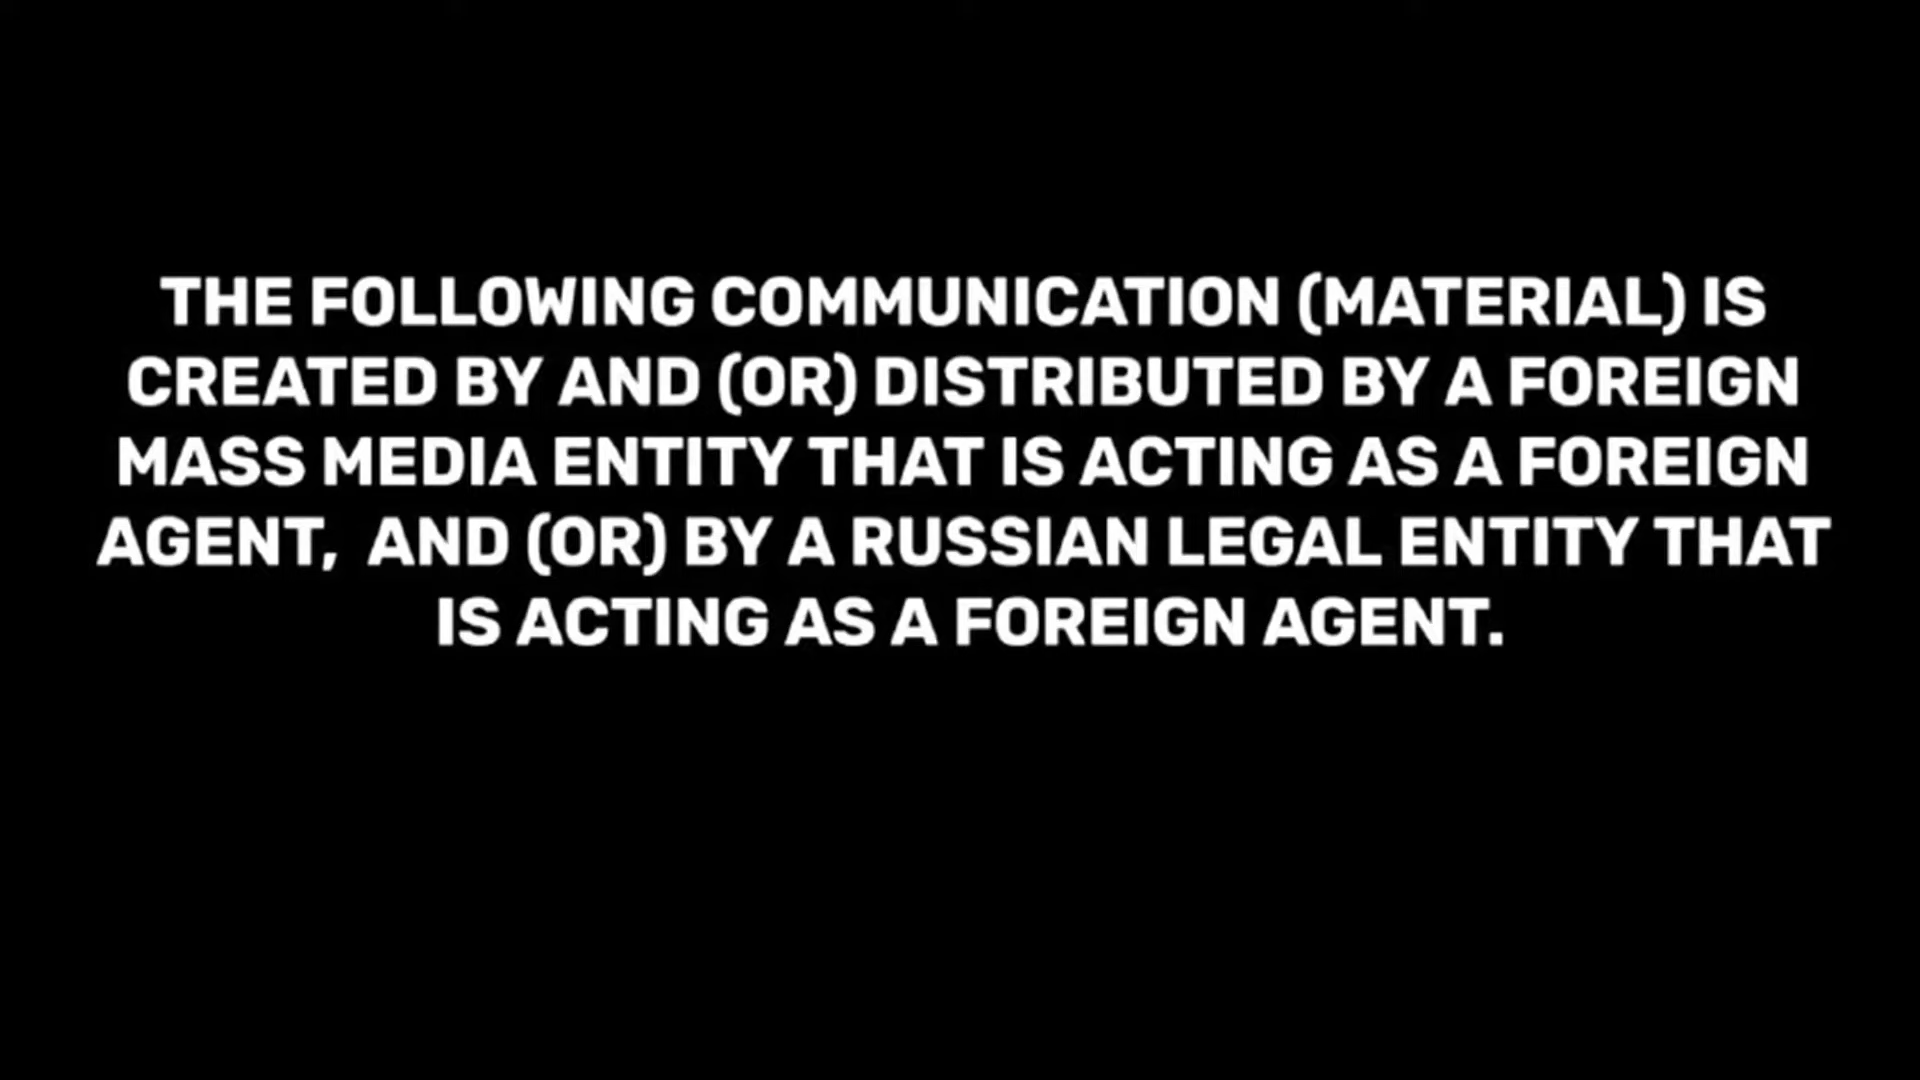 THE FOLLOWING COMMUNICATION (MATERIAL) IS
CREATED BY AND (OR) DISTRIBUTED BY A FOREIGN
MASS MEDIA ENTITY THAT IS ACTING AS A FOREIGN
AGENT,  AND (OR) BY A RUSSIAN LEGAL ENTITY THAT
IS ACTING AS A FOREIGN AGENT.